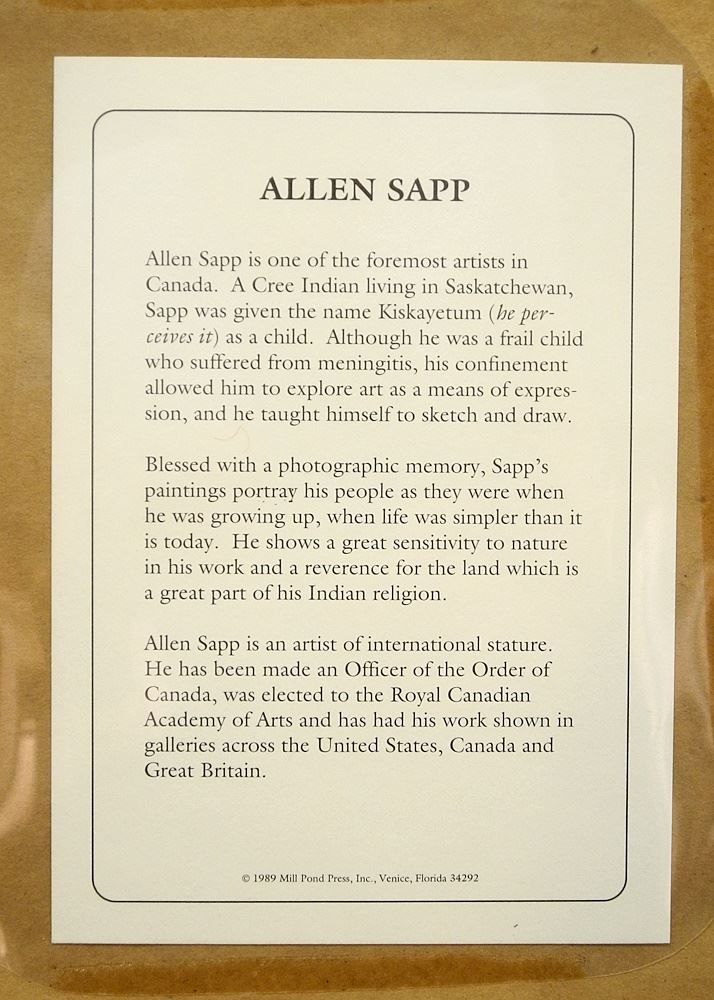 ALLEN SAPP
Allen Sapp is one of the foremost artists in
Canada.  A Cree Indian living in Saskatchewan,
Sapp was given the name Kiskayetum (he per-
ceives it) as a child.  Although he was a frail child
who suffered from meningitis, his confinement
allowed him to explore art as a means of expres-
sion, and he taught himself to sketch and draw.
Blessed with a photographic memory, Sapp's
paintings portray his people as they were when
he was growing up, when life was simpler than it
is today.  He shows a great sensitivity to nature
in his work and a reverence for the land which is
a great part of his Indian religion.
Allen Sapp is an artist of international stature.
He has been made an Officer of the Order of
Canada, was elected to the Royal Canadian
Academy of Arts and has had his work shown in
galleries across the United States, Canada and
Great Britain.
© 1989 Mill Pond Press, Inc., Venice, Florida 34292